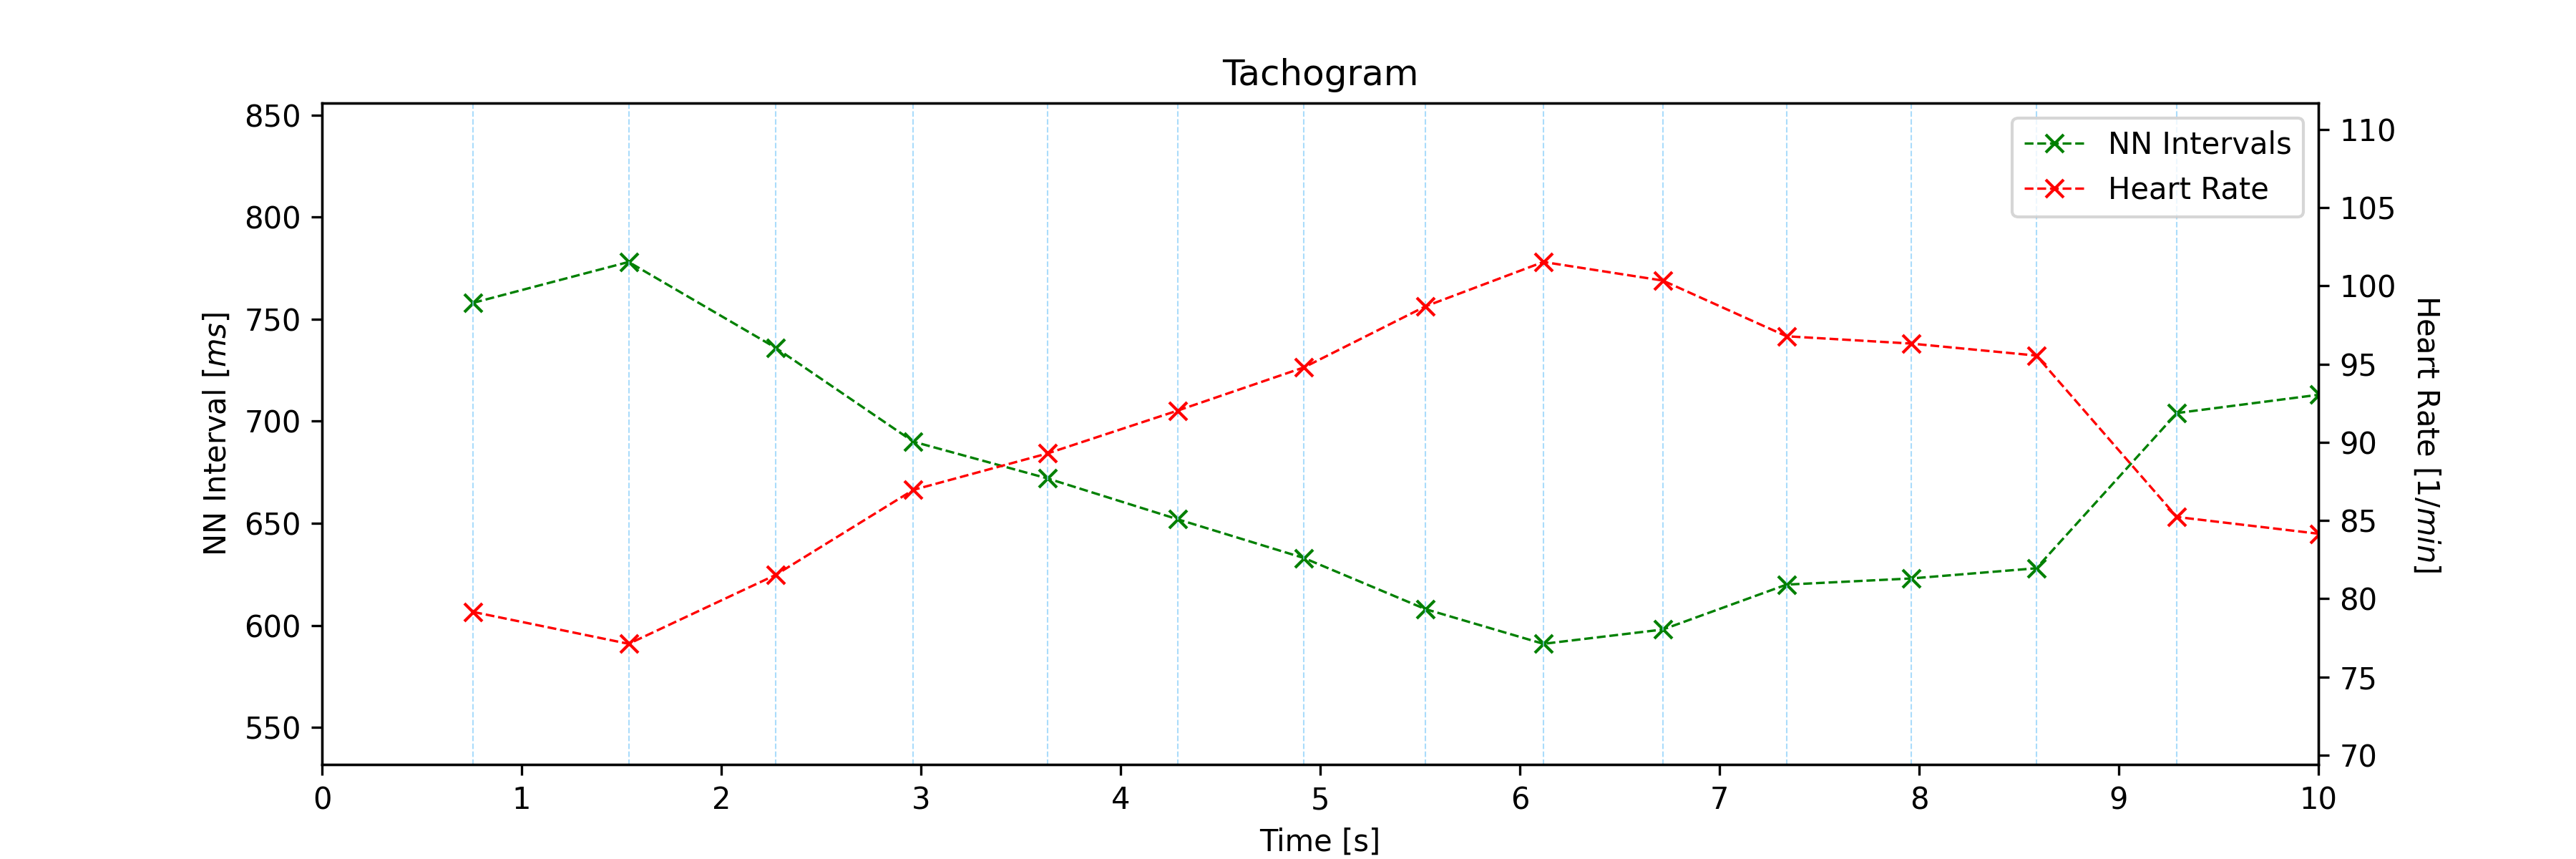 Tachogram
850
800
750
700
650
600
550
NN Interval [ms]
110
105
100
95
90
85
80
75
70
Heart Rate [1/min]
NN Intervals
Heart Rate
0 1 2 3 4 5 6 7 8 9 10
Time [s]